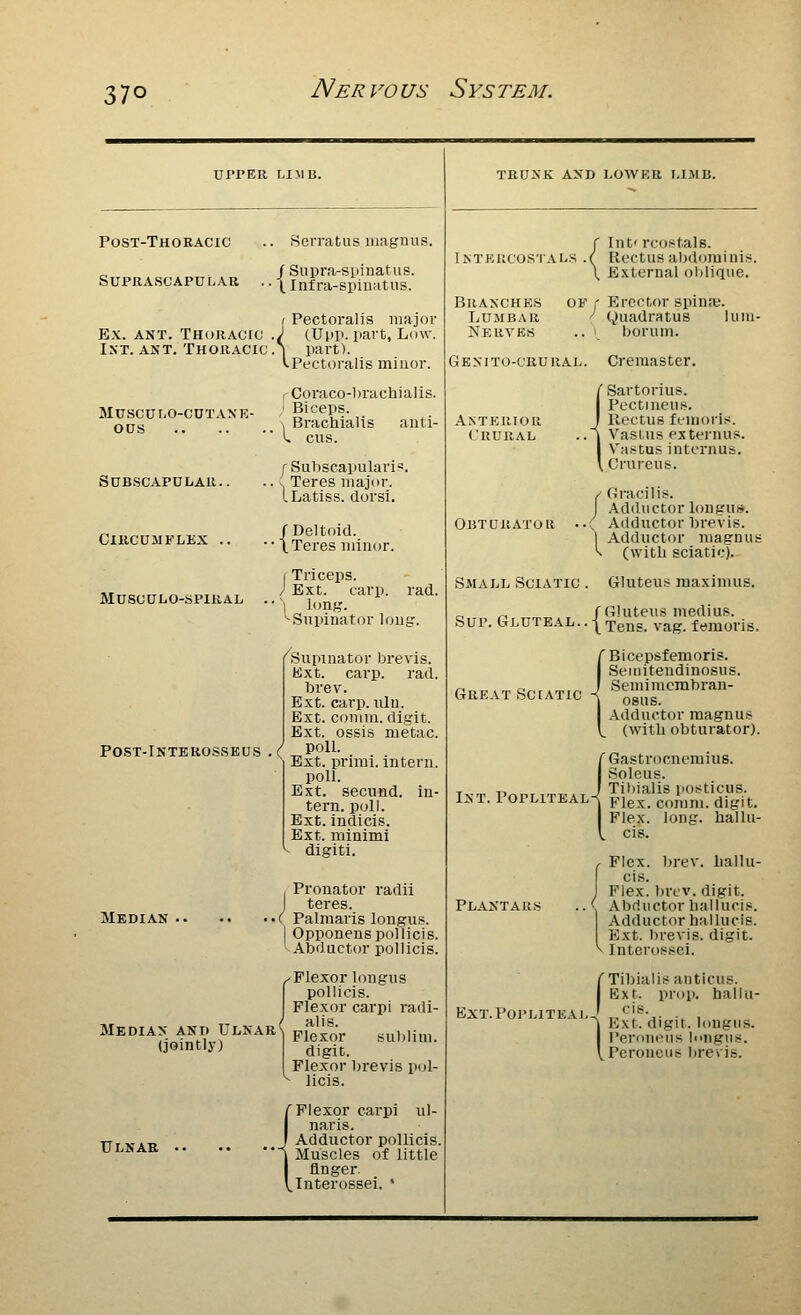 370 NERVOUS SYSTEM.
UPPER LIMB.
POST-THORACIC .. Serratus magnus.
SUPRASCAPULAR .. { Supra-spinatus.
Infra-spinatus.
EX. ANT. THORACIC .
INT. ANT. THORACIC .
{ Pectoralis major
(Upp. part, Low.
part).
Pectoralis minor.
MUSCULO-CUTANE-
OUS .. .. ..
{ Coraco-brachialis.
Biceps.
Brachialis anti-
cus.
SUBSCAPULAR.. ..
{ Subscapularis.
Teres major.
Latiss. dorsi.
CIRCUMFLEX .. ..
{ Deltoid.
Teres minor.
MUSCULO-SPIRAL ..
{ Triceps.
Ext. carp. rad.
long.
Supinator long.
POST-INTEROSSEUS .
{ Supinator brevis.
Ext. carp. rad.
brev.
Ext. carp. uln.
Ext. comm. digit.
Ext. ossis metac.
poll.
Ext. primi. intern.
poll.
Ext. secund. in-
tern. poll.
Ext. indicis.
Ext. minimi
digiti.
MEDIAN .. .. ..
{ Pronator radii
teres.
Palmaris longus.
Opponens pollicis.
Abductor pollicis.
MEDIAN AND ULNAR
(jointly)
{ Flexor longus
pollicis.
Flexor carpi radi-
alis.
Flexor sublim.
digit.
Flexor brevis pol-
licis.
ULNAR .. .. ..
{ Flexor carpi ul-
naris.
Adductor pollicis.
Muscles of little
finger.
Interossei. '
TRUNK AND LOWER LIMB.
INTERCOSTALS .
{ Int' rcostals.
Rectus abdominis.
External oblique.
BRANCHES OF
LUMBAR
NERVES ..
{ Erector spinæ.
Quadratus lum-
borum.
GENITO-CRURAL. Cremaster.
ANTERIOR
CRURAL ..
{ Sartorius.
Pectineus.
Rectus femoris.
Vastus externus.
Vastus internus.
Crureus.
OBTURATOR ..
{ Gracilis.
Adductor longus.
Adductor brevis.
Adductor magnus
(with sciatic).
SMALL SCIATIC . Gluteus maximus.
SUP. GLUTEAL..
{ Gluteus medius.
Tens. vag. femoris.
GREAT SCIATIC
{ Bicepsfemoris.
Semitendinosus.
Semimembran-
osus.
Adductor magnus
(with obturator).
INT. POPLITEAL
{ Gastrocnemius.
Soleus.
Tibialis posticus.
Flex. comm. digit.
Flex. long. hallu-
cis.
PLANTARS ..
{ Flex. brev. hallu-
cis.
Flex. brev. digit.
Abductor hallucis.
Adductor hallucis.
Ext. brevis. digit.
Interossei.
EXT. POPLITEAL
{ Tibialis anticus.
Ext. prop. hallu-
cis.
Ext. digit. longus.
Peroneus longus.
Peroneus brevis.